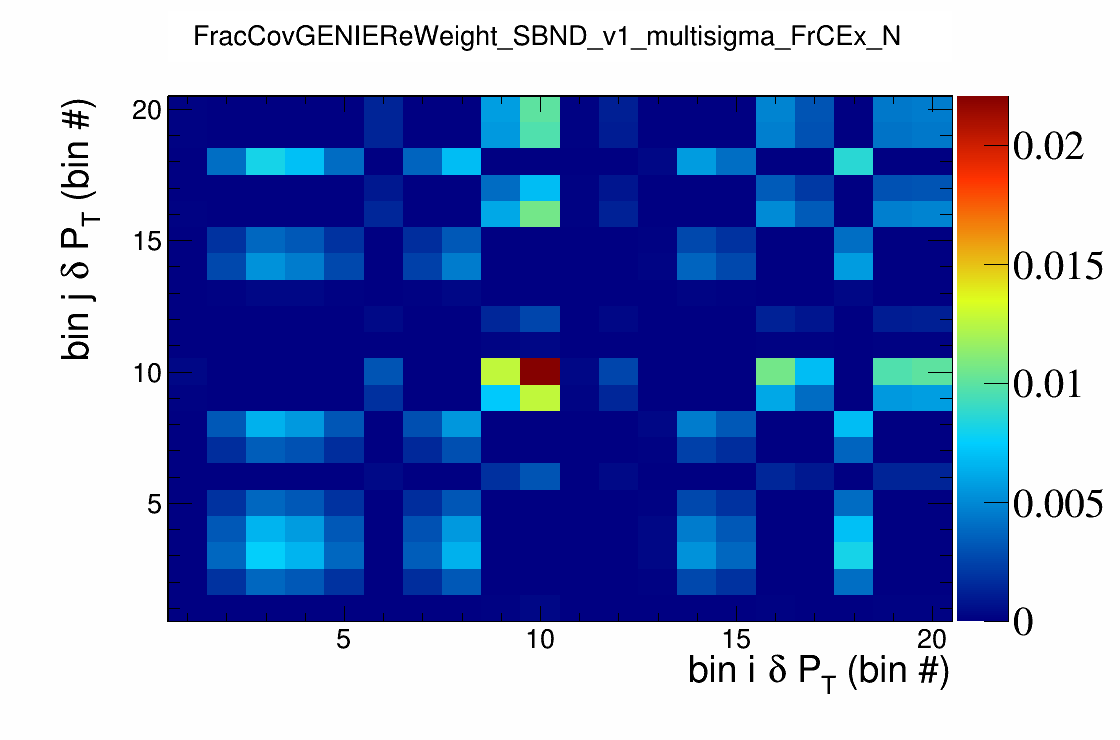 FracCovGENIEReWeight_SBND_v1_multisigma_FrCEx_N
bin j δ P_T (bin #)
20
15
10
5
5 10 15 20
bin i δ P_T (bin #)
0.02
0.015
0.01
0.005
0